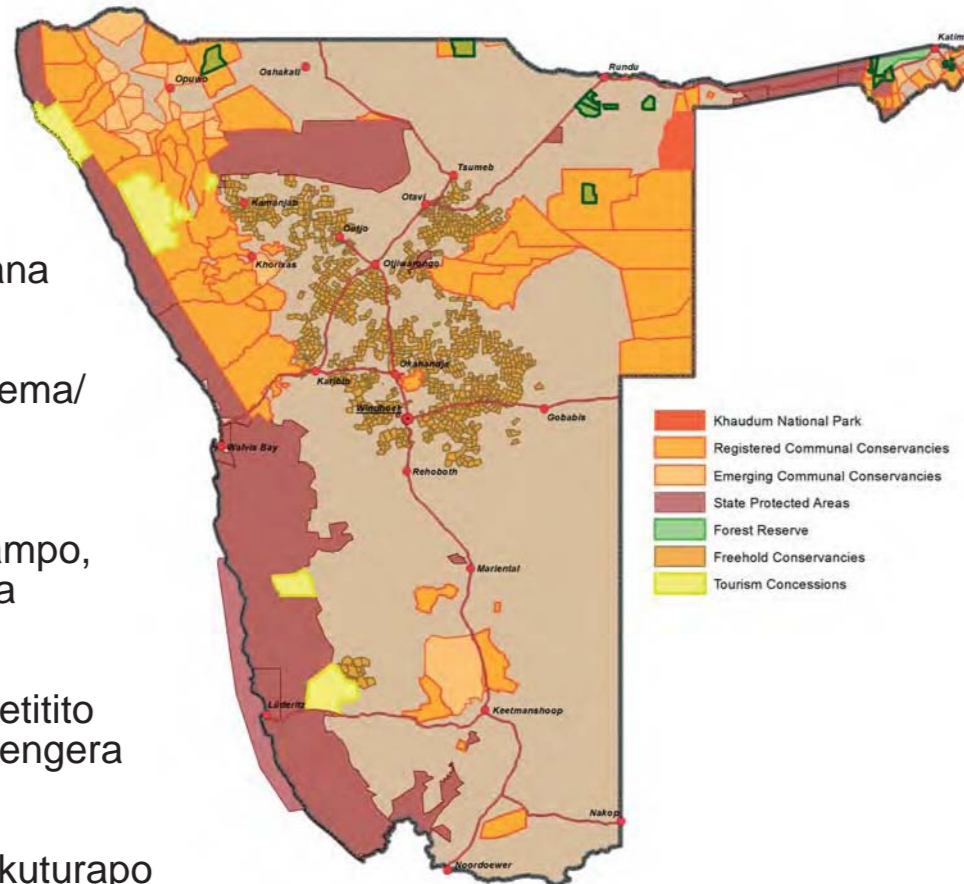 ana
ema/
ampo,
a
etitito
engera
kuturapo
Katim
Opuwo
Oshakati
Rundu
Tsumeb
Otavi
Kamanjab
Outjo
Khorixas
Otjiwarongo
Okahandja
Karibib
Windhoek
Gobabis
Walvis Bay
Rehoboth
Mariental
Lüderitz
Keetmanshoop
Nakop
Noordoewer
Khaudum National Park
Registered Communal Conservancies
Emerging Communal Conservancies
State Protected Areas
Forest Reserve
Freehold Conservancies
Tourism Concessions